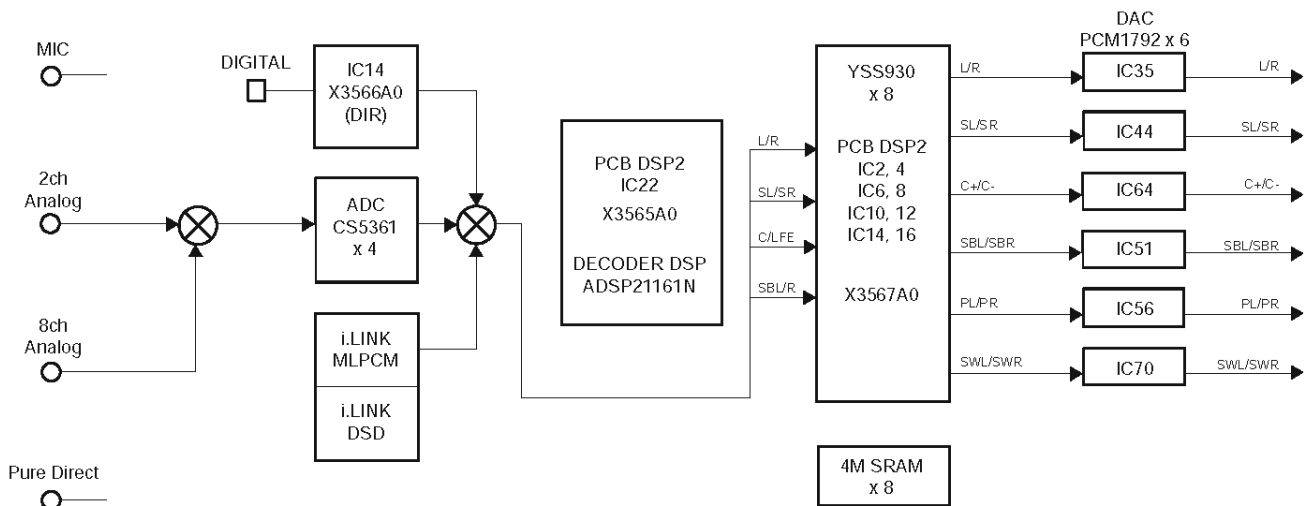 MIC
2ch
Analog
8ch
Analog
Pure Direct
DIGITAL
IC14
X3566A0
(DIR)
ADC
CS5361
x 4
i.LINK
MLPCM
i.LINK
DSD
PCB DSP2
IC22
X3565A0
DECODER DSP
ADSP21161N
L/R
SL/SR
C/LFE
SBL/R
YSS930
x 8
PCB DSP2
IC2, 4
IC6, 8
IC10, 12
IC14, 16
X3567A0
4M SRAM
x 8
DAC
PCM1792 x 6
L/R
IC35
L/R
SL/SR
IC44
SL/SR
C+/C-
IC64
C+/C-
SBL/SBR
IC51
SBL/SBR
PL/PR
IC56
PL/PR
SWL/SWR
IC70
SWL/SWR